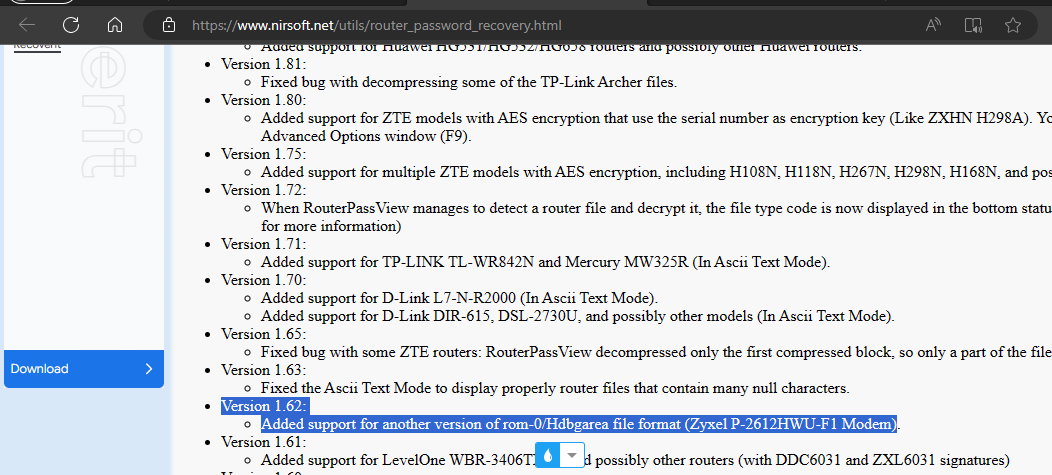 https://www.nirsoft.net/utils/router_password_recovery.html
Recovent
erit
Added support for Huawei HG531/HG532/HG658 routers and possibly other Huawei routers.
Version 1.81:
Fixed bug with decompressing some of the TP-Link Archer files.
Version 1.80:
Added support for ZTE models with AES encryption that use the serial number as encryption key (Like ZXHN H298A). Yo
Advanced Options window (F9).
Version 1.75:
Added support for multiple ZTE models with AES encryption, including H108N, H118N, H267N, H298N, H168N, and pos
Version 1.72:
When RouterPassView manages to detect a router file and decrypt it, the file type code is now displayed in the bottom statu
for more information)
Version 1.71:
Added support for TP-LINK TL-WR842N and Mercury MW325R (In Ascii Text Mode).
Version 1.70:
Added support for D-Link L7-N-R2000 (In Ascii Text Mode).
Added support for D-Link DIR-615, DSL-2730U, and possibly other models (In Ascii Text Mode).
Version 1.65:
Fixed bug with some ZTE routers: RouterPassView decompressed only the first compressed block, so only a part of the file
Version 1.63:
Download
Fixed the Ascii Text Mode to display properly router files that contain many null characters.
Version 1.62:
Added support for another version of rom-0/Hdbgarea file format (Zyxel P-2612HWU-F1 Modem).
Version 1.61:
Added support for LevelOne WBR-3406T d possibly other routers (with DDC6031 and ZXL6031 signatures)